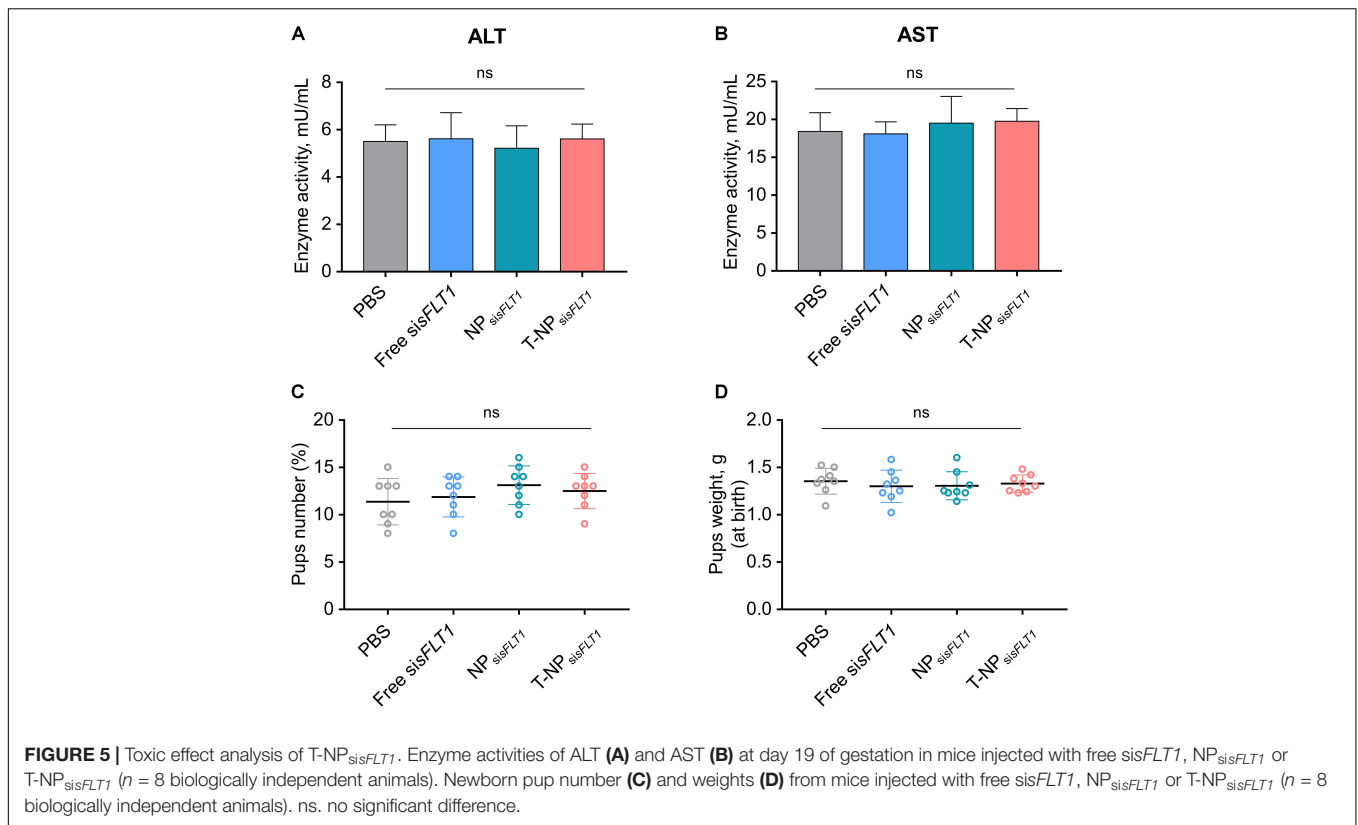 A ALT
ns
Enzyme activity, mU/mL
8
6
4
2
0
PBS
Free sisFLT1
NP sisFLT1
T-NP sisFLT1
B AST
ns
Enzyme activity, mU/mL
25
20
15
10
5
0
PBS
Free sisFLT1
NP sisFLT1
T-NP sisFLT1
C
ns
Pups number (%)
20
15
10
5
0
PBS
Free sisFLT1
NP sisFLT1
T-NP sisFLT1
D
ns
Pups weight, g
(at birth)
2.0
1.5
1.0
0.5
0.0
PBS
Free sisFLT1
NP sisFLT1
T-NP sisFLT1
FIGURE 5 | Toxic effect analysis of T-NPsisFLT1. Enzyme activities of ALT (A) and AST (B) at day 19 of gestation in mice injected with free sisFLT1, NPsisFLT1 or
T-NPsisFLT1 (n = 8 biologically independent animals). Newborn pup number (C) and weights (D) from mice injected with free sisFLT1, NPsisFLT1 or T-NPsisFLT1 (n = 8
biologically independent animals). ns. no significant difference.